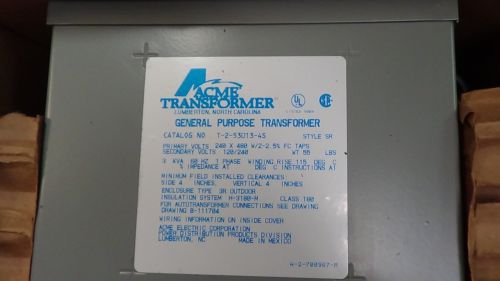 ACME
TRANSFORMER
LUMBERTON, NORTH CAROLINA
GENERAL PURPOSE TRANSFORMER
CATALOG NO T-2-53013-4S STYLE SR
PRIMARY VOLTS 240 X 480 W/2-2.5% FC TAPS
SECONDARY VOLTS 120/240 WT 55 LBS
3 KVA 60 HZ 1 PHASE WINDING RISE 115 DEG C
% IMPEDANCE AT DEG C INSTRUCTIONS AT
MINIMUM FIELD INSTALLED CLEARANCES
SIDE 4 INCHES, VERTICAL 4 INCHES
ENCLOSURE TYPE 3R OUTDOOR
INSULATION SYSTEM H-3180-H CLASS 180
FOR AUTOTRANSFORMER CONNECTIONS SEE DRAWING
DRAWING B-111704
WIRING INFORMATION ON INSIDE COVER
ACME ELECTRIC CORPORATION
POWER DISTRIBUTION PRODUCTS DIVISION
LUMBERTON, NC MADE IN MEXICO
A-2-700967-M